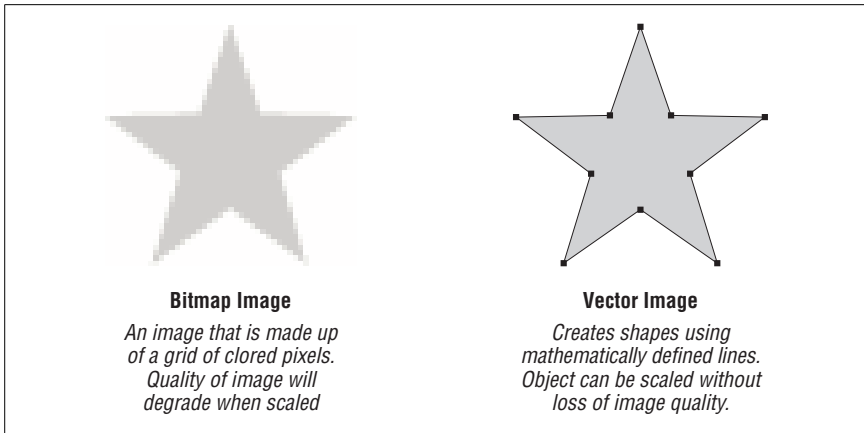 Bitmap Image
An image that is made up
of a grid of clored pixels.
Quality of image will
degrade when scaled
Vector Image
Creates shapes using
mathematically defined lines.
Object can be scaled without
loss of image quality.